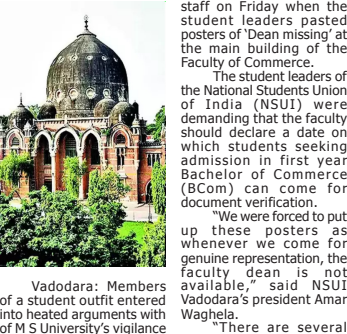 Vadodara: Members
of a student outfit entered
into heated arguments with
of M S University's vigilance
staff on Friday when the
student leaders pasted
posters of 'Dean missing' at
the main building of the
Faculty of Commerce.
The student leaders of
the National Students Union
of India (NSUI) were
demanding that the faculty
should declare a date on
which students seeking
admission in first year
Bachelor of Commerce
(BCom) can come for
document verification.
"We were forced to put
up these posters as
whenever we come for
genuine representation, the
faculty dean is not
available," said NSUI
Vadodara's president Amar
Waghela.
"There are several